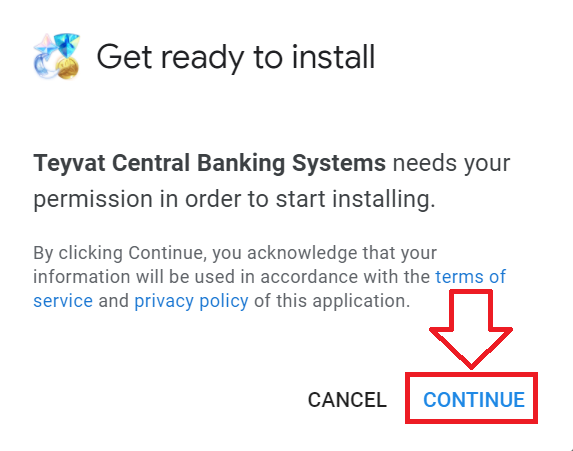 Get ready to install
Teyvat Central Banking Systems needs your
permission in order to start installing.
By clicking Continue, you acknowledge that your
information will be used in accordance with the terms of
service and privacy policy of this application.
CANCEL CONTINUE